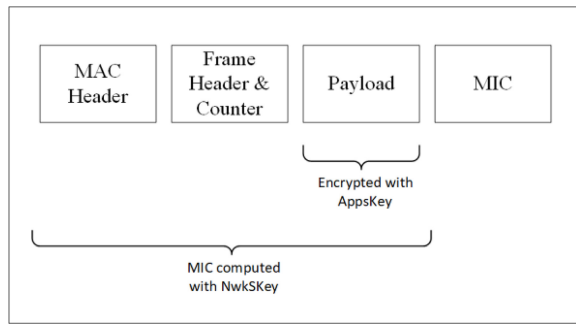 MAC
Header
Frame
Header &
Counter
Payload
MIC
Encrypted with
AppsKey
MIC computed
with NwkSKey